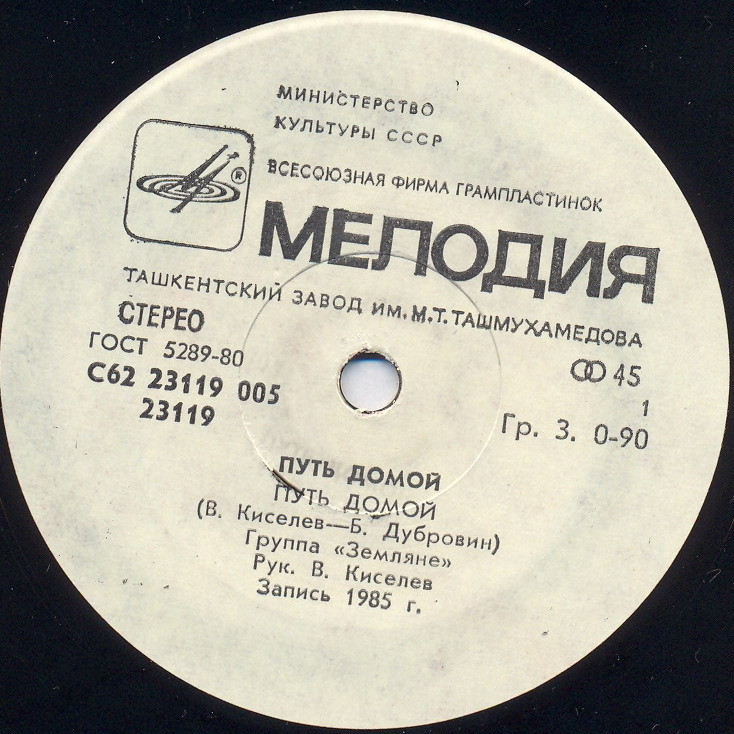 МИНИСТЕРСТВО
КУЛЬТУРЫ СССР
ВСЕСОЮЗНАЯ ФИРМА ГРАМПЛАСТИНОК
®
МЕЛОДИЯ
ТАШКЕНТСКИЙ ЗАВОД ИМ. М.Т. ТАШМУХАМЕДОВА
СТЕРЕО
ГОСТ 5289-80
С62 23119 005
23119
45
1
Гр. 3. 0-90
ПУТЬ ДОМОЙ
ПУТЬ ДОМОЙ
(В. Киселев—Б. Дубровин)
Группа «Земляне»
Рук. В. Киселев
Запись 1985 г.